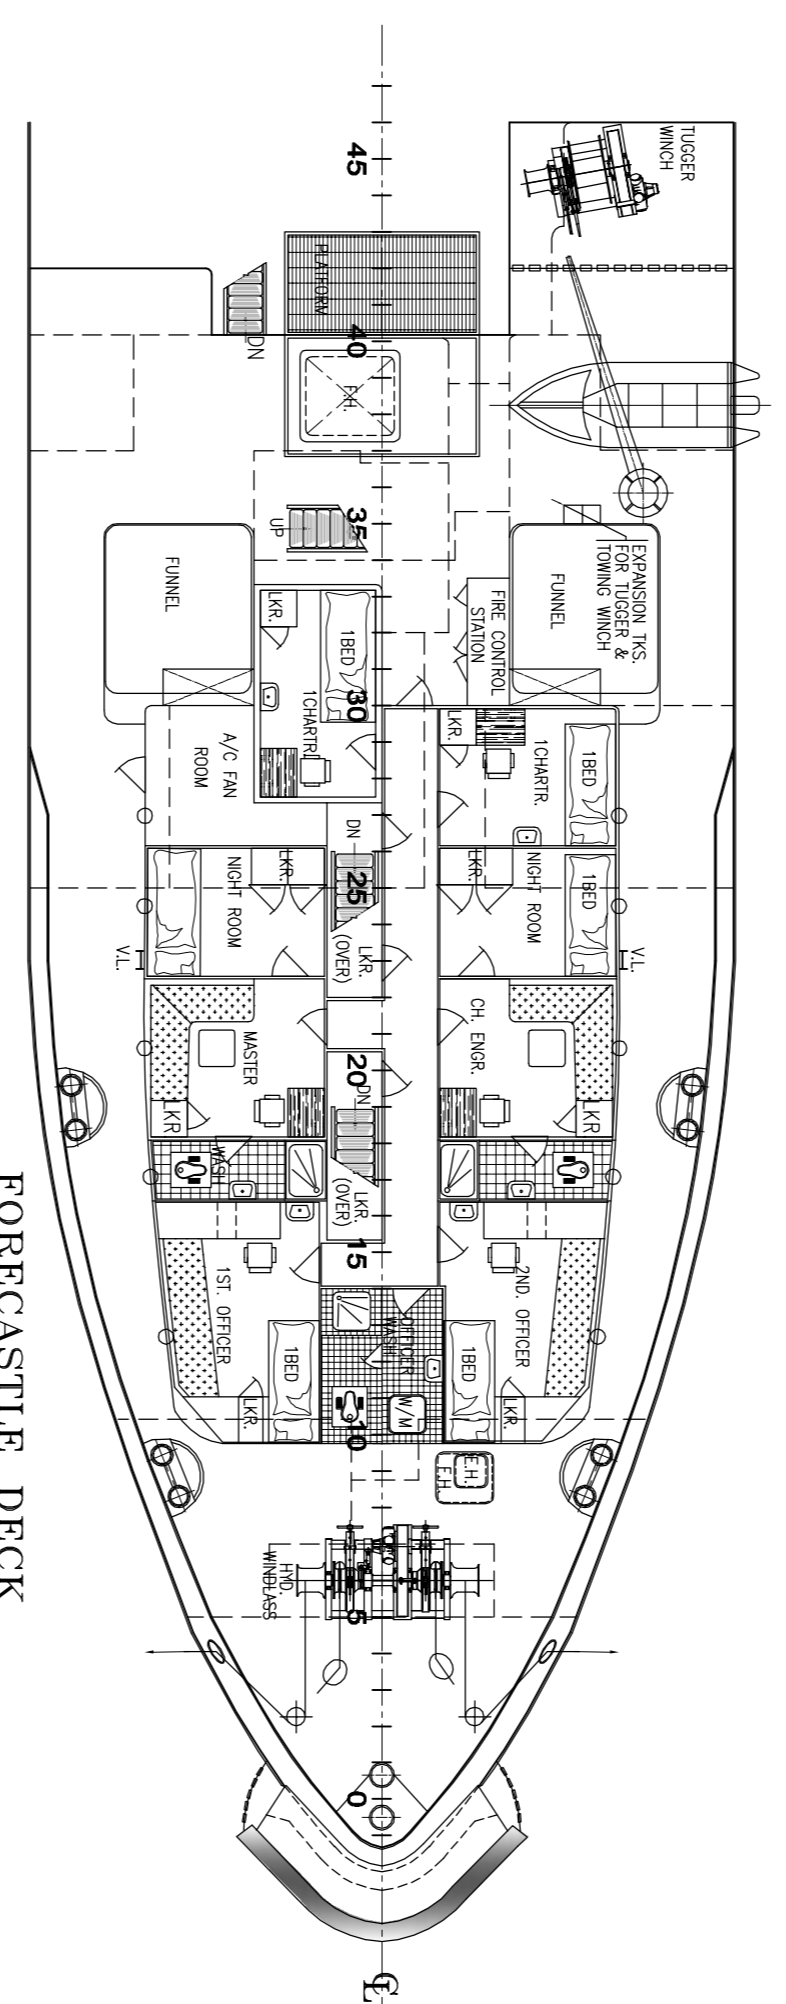 TUGGER
WINCH
45
PLATFORM
DN
40
F.H.
35
UP
EXPANSION TKS.
FOR TUGGER &
TOWING WINCH
FUNNEL
FUNNEL
FIRE CONTROL
STATION
LKR.
1BED
1CHARTR.
30
A/C FAN
ROOM
LKR.
1CHARTR.
1BED
DN
25
LKR.
(OVER)
NIGHT ROOM
LKR.
LKR.
NIGHT ROOM
1BED
V.L.
V.L.
MASTER
LKR
CH. ENGR.
LKR
20
DN
LKR.
(OVER)
WASH
15
1ST. OFFICER
1BED
LKR.
OFFICER
WASH
W/M
2ND. OFFICER
1BED
LKR.
10
E.H.
F.H.
HYD.
WINDLASS
5
0
CL
FORECASTLE DECK